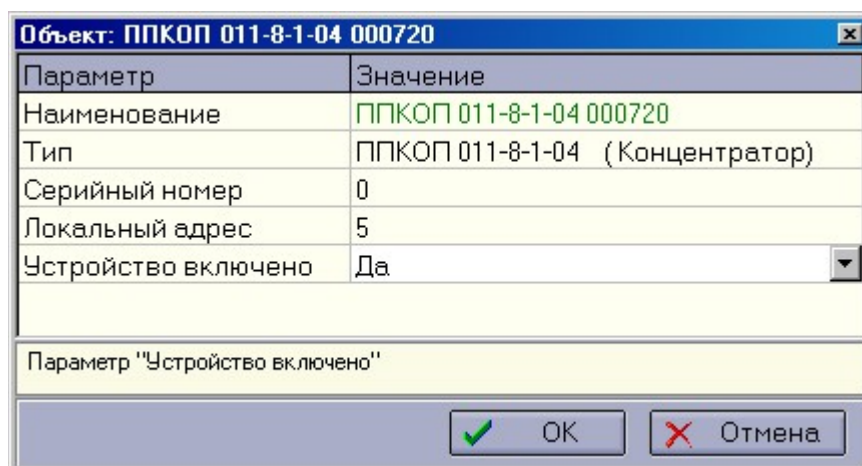 Объект: ППКОП 011-8-1-04 000720
Параметр Значение
Наименование ППКОП 011-8-1-04 000720
Тип ППКОП 011-8-1-04 (Концентратор)
Серийный номер 0
Локальный адрес 5
Устройство включено Да
Параметр "Устройство включено"
OK Отмена